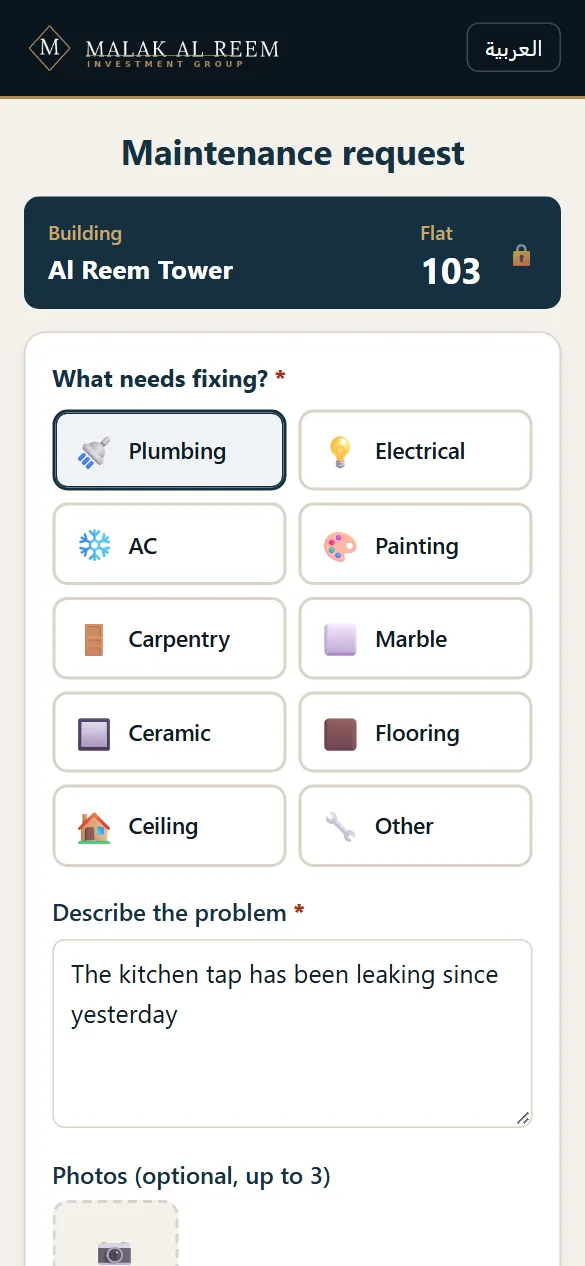 M
MALAK AL REEM
INVESTMENT GROUP
العربية
Maintenance request
Building
Flat
Al Reem Tower
103
What needs fixing? *
Plumbing
Electrical
AC
Painting
Carpentry
Marble
Ceramic
Flooring
Ceiling
Other
Describe the problem *
The kitchen tap has been leaking since
yesterday
Photos (optional, up to 3)